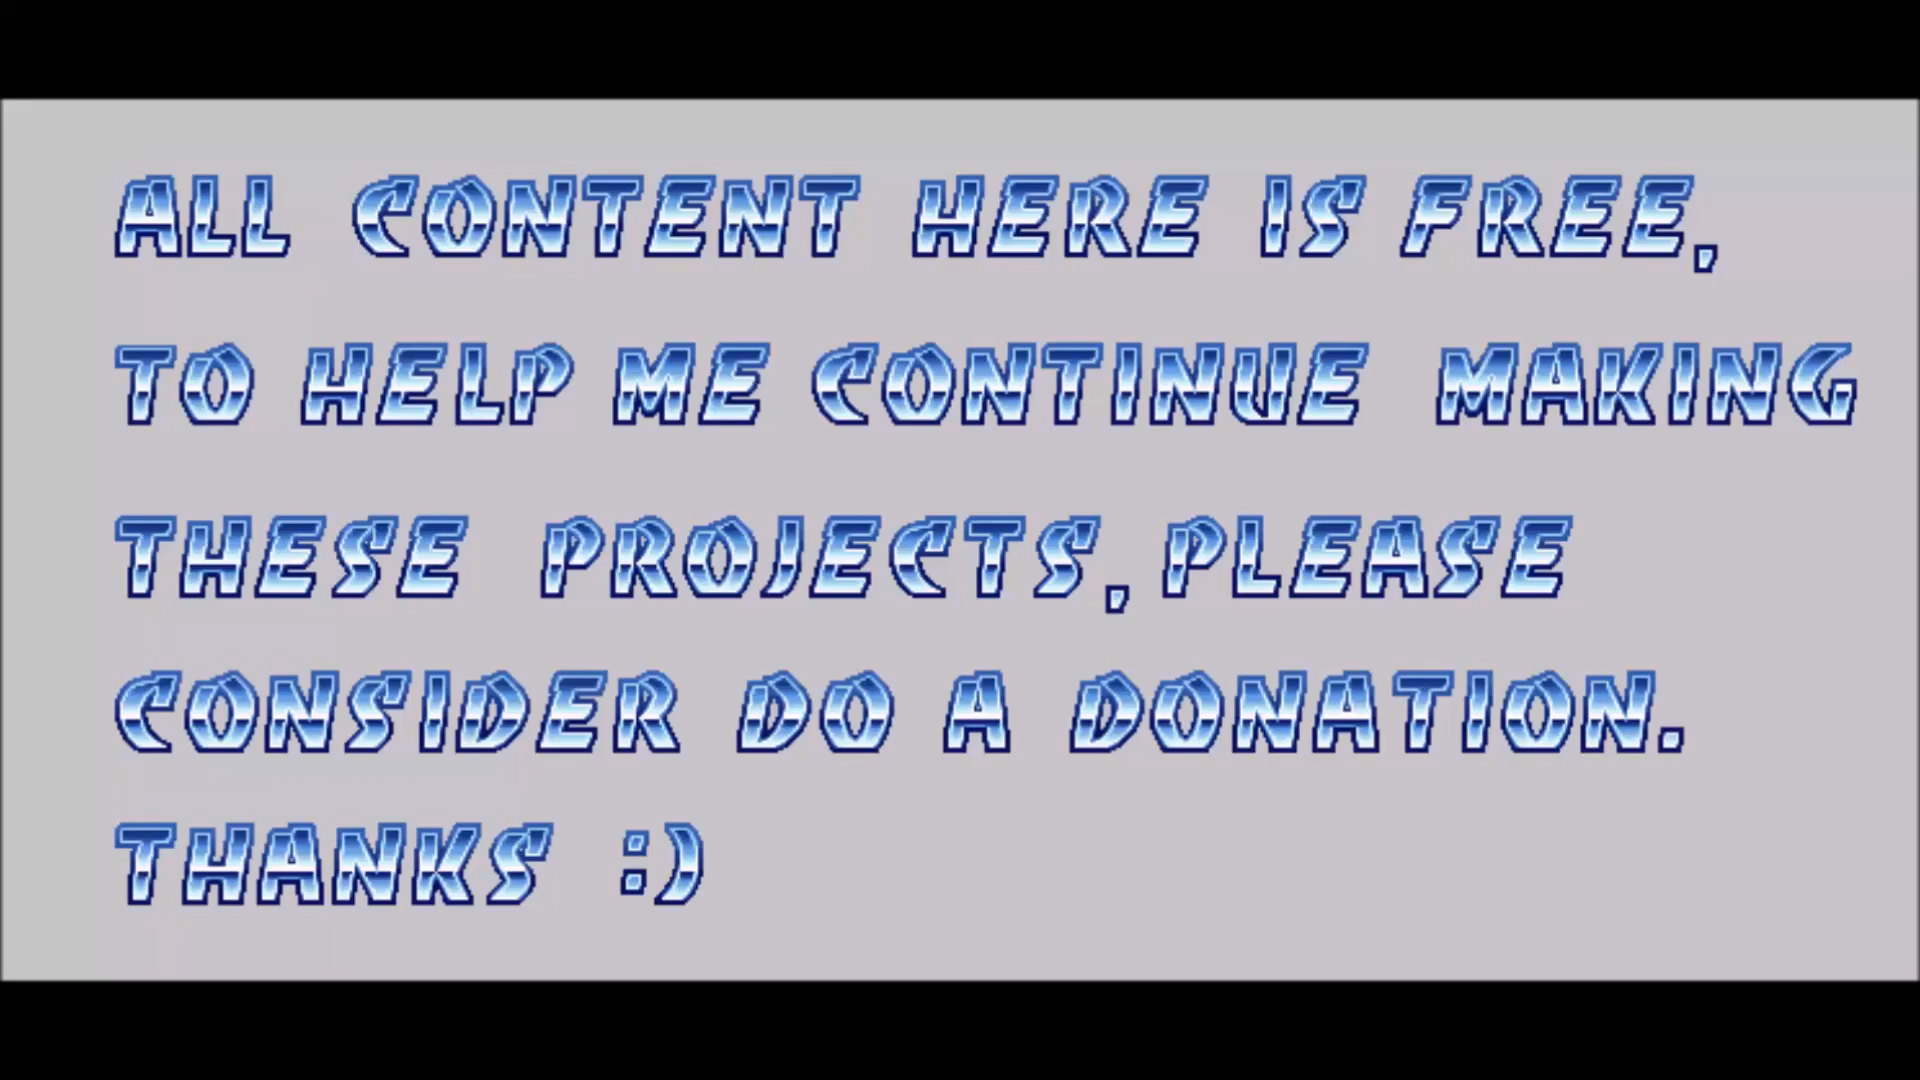 ALL CONTENT HERE IS FREE,
TO HELP ME CONTINUE MAKING
THESE PROJECTS, PLEASE
CONSIDER DO A DONATION.
THANKS :)